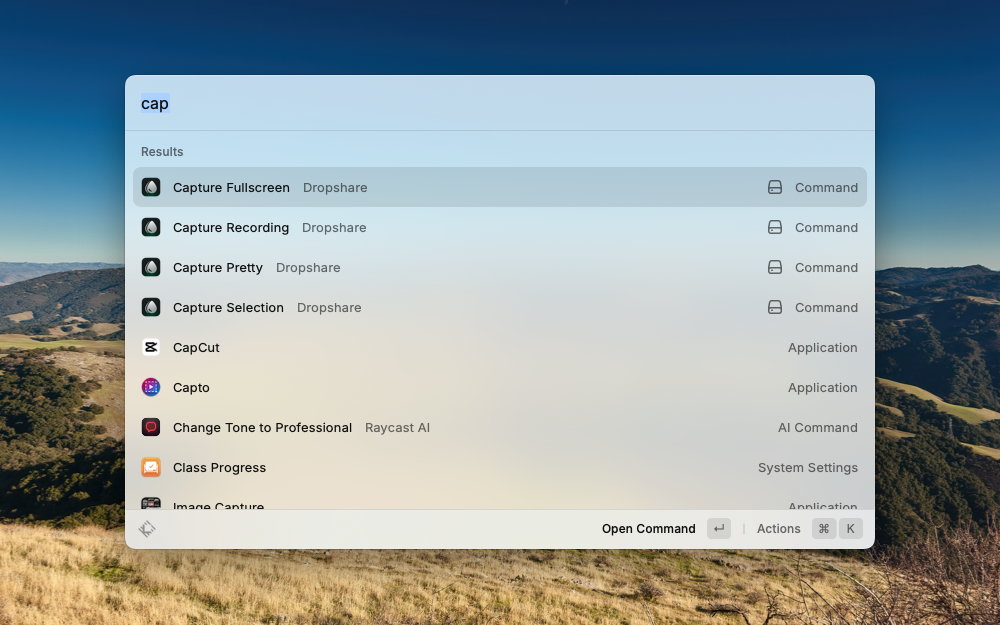 cap
Results
Capture Fullscreen Dropshare Command
Capture Recording Dropshare Command
Capture Pretty Dropshare Command
Capture Selection Dropshare Command
CapCut Application
Capto Application
Change Tone to Professional Raycast AI AI Command
Class Progress System Settings
Image Capture Application
Open Command ↵ | Actions ⌘ K